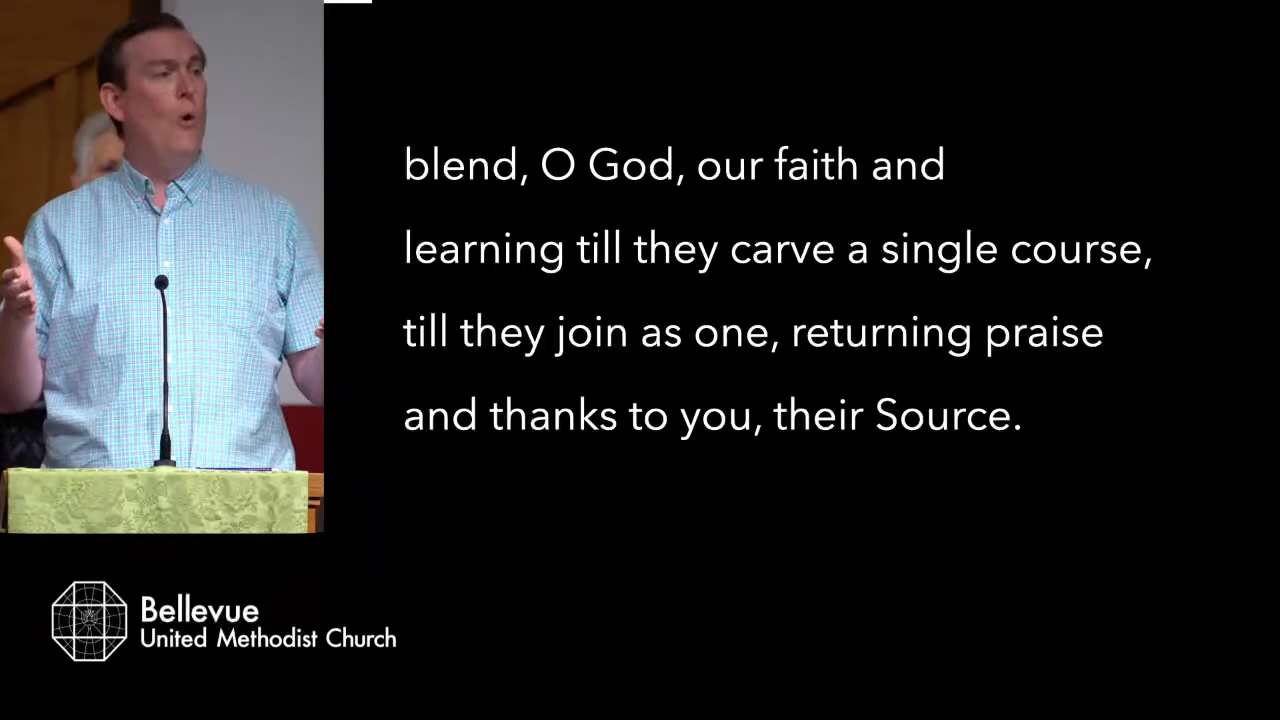 blend, O God, our faith and
learning till they carve a single course,
till they join as one, returning praise
and thanks to you, their Source.
Bellevue
United Methodist Church